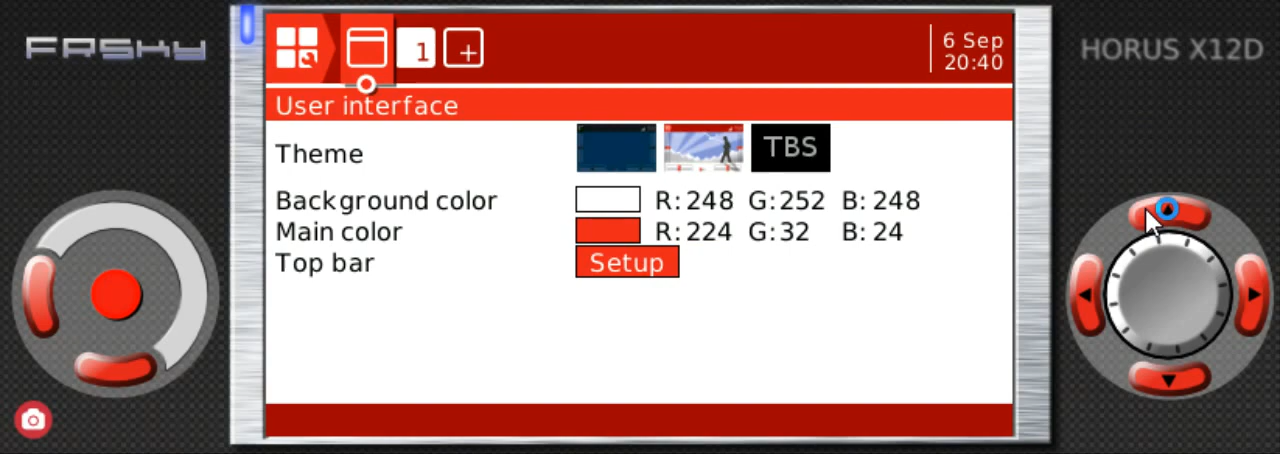 FRSKY
HORUS X12D
1 +
6 Sep
20:40
User interface
Theme
TBS
Background color R: 248 G: 252 B: 248
Main color R: 224 G: 32 B: 24
Top bar Setup